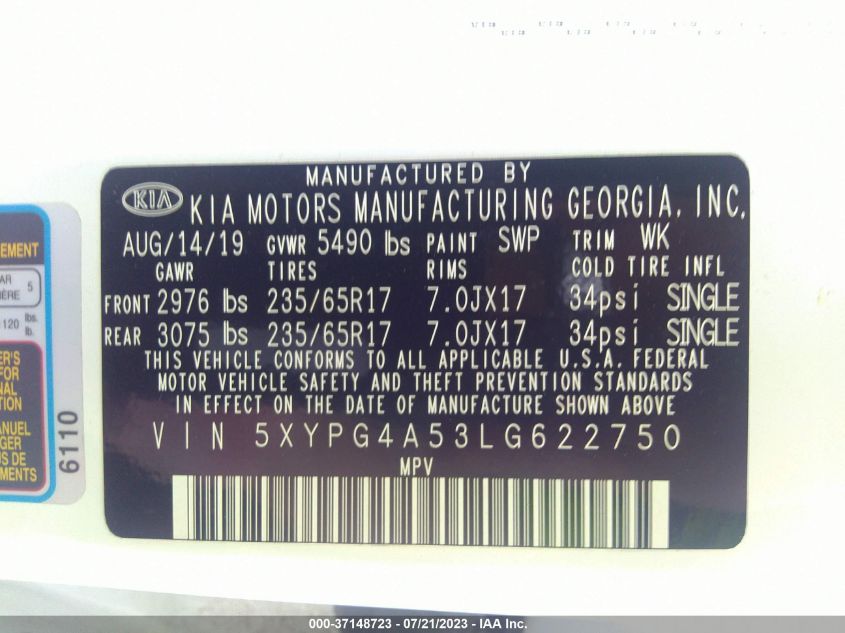 MANUFACTURED BY
KIA KIA MOTORS MANUFACTURING GEORGIA, INC.
AUG/14/19 GVWR 5490 lbs PAINT SWP TRIM WK
GAWR TIRES RIMS COLD TIRE INFL
FRONT 2976 lbs 235/65R17 7.0JX17 34psi SINGLE
REAR 3075 lbs 235/65R17 7.0JX17 34psi SINGLE
THIS VEHICLE CONFORMS TO ALL APPLICABLE U.S.A. FEDERAL
MOTOR VEHICLE SAFETY AND THEFT PREVENTION STANDARDS
IN EFFECT ON THE DATE OF MANUFACTURE SHOWN ABOVE
VIN 5XYPG4A53LG622750
MPV
5
120 lbs.
lb.
FOR
6110
DE
000-37148723 / 07/21/2023 - IAA Inc.